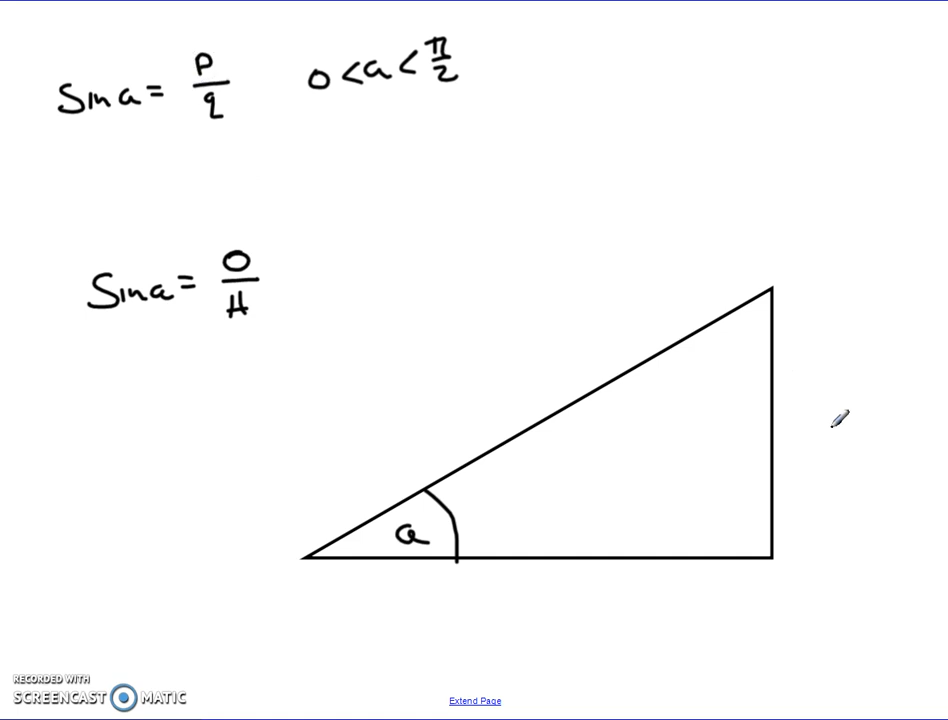 Sin a = p/q    0 < a < π/2
Sin a = O/H
a
RECORDED WITH
SCREENCAST MATIC
Extend Page